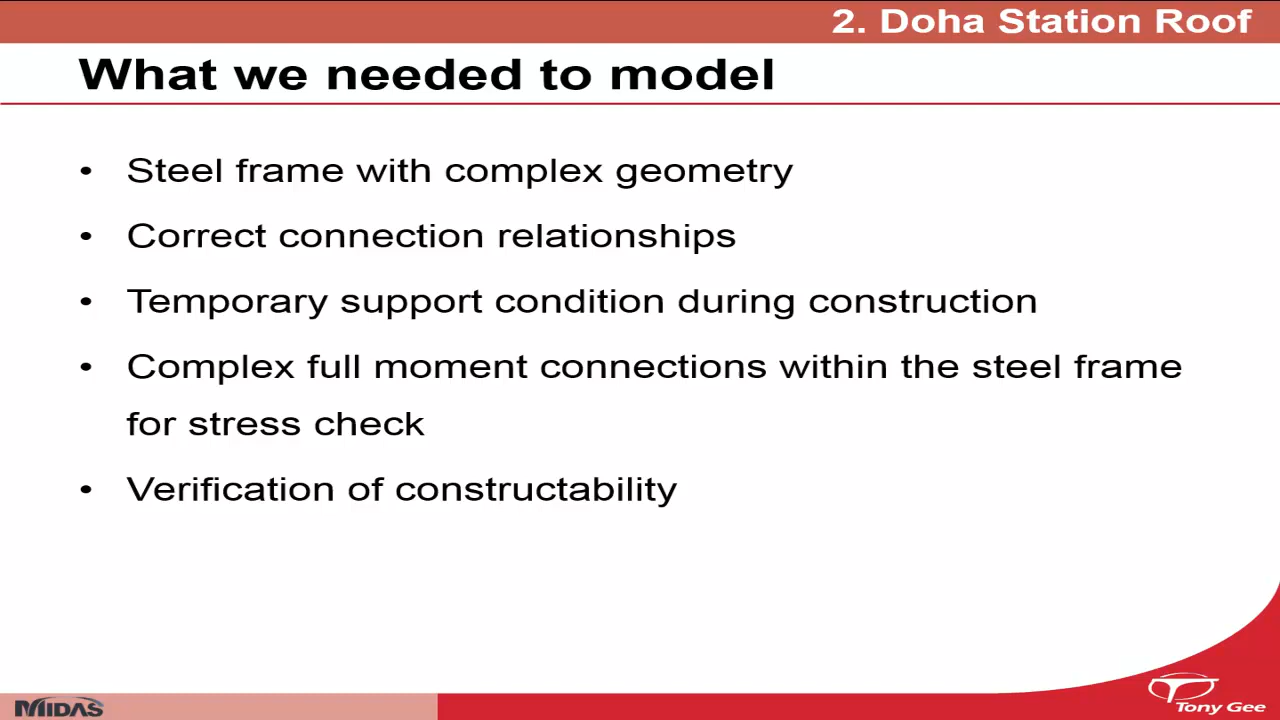 2. Doha Station Roof
What we needed to model
• Steel frame with complex geometry
• Correct connection relationships
• Temporary support condition during construction
• Complex full moment connections within the steel frame
for stress check
• Verification of constructability
MIDAS
Tony Gee